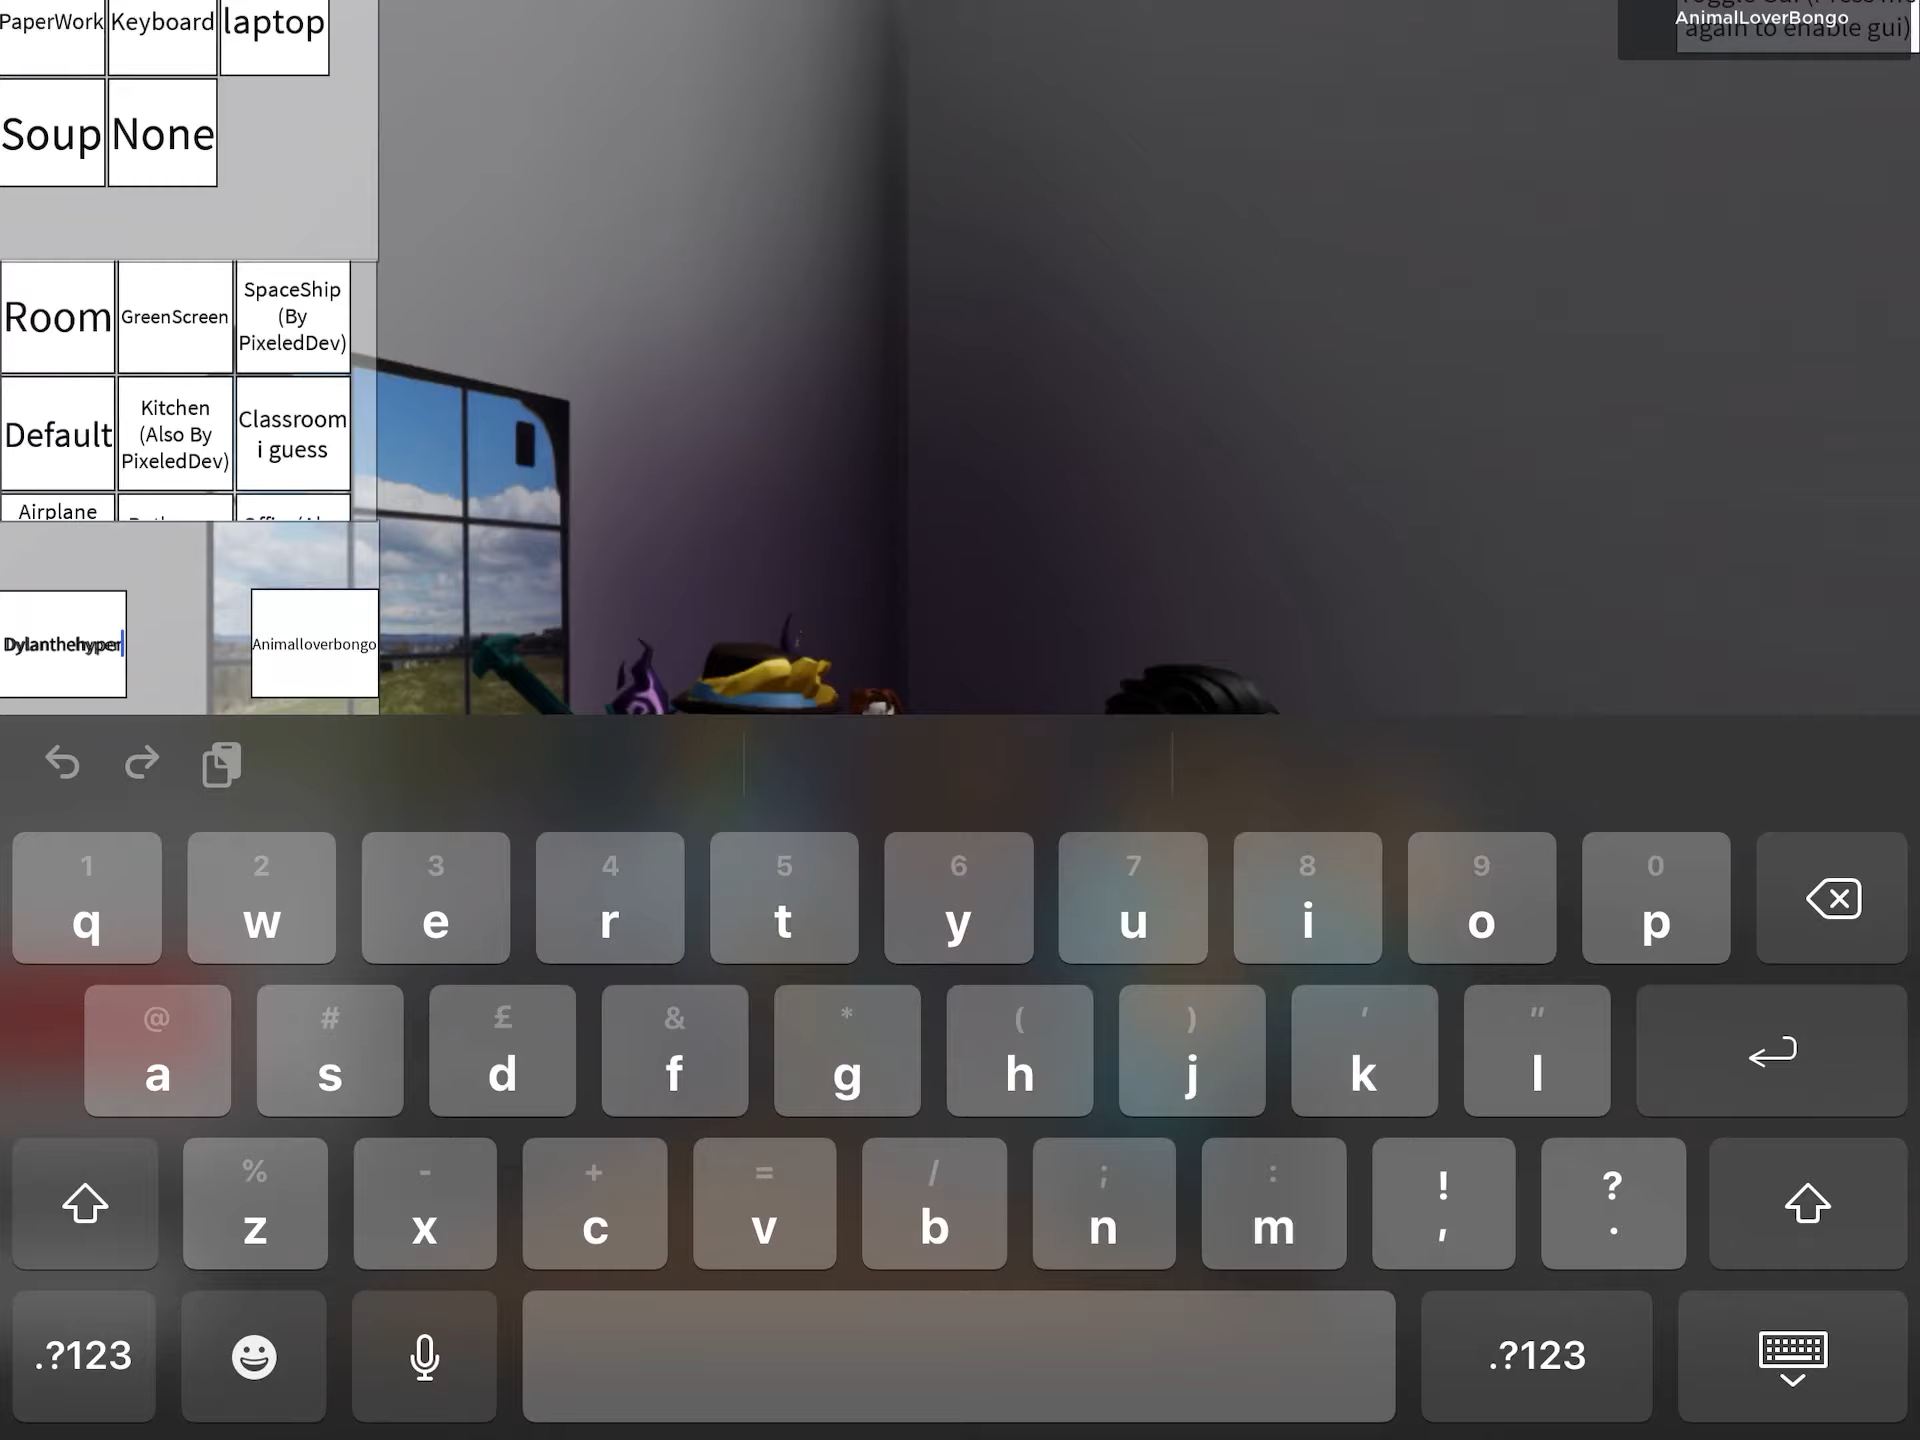 PaperWork Keyboard laptop
AnimalLoverBongo
again to enable gui)
Soup None
Room GreenScreen SpaceShip
(By
PixeledDev)
Default Kitchen
(Also By
PixeledDev) Classroom
i guess
Airplane
Dylanthehyper Animalloverbongo
1 2 3 4 5 6 7 8 9 0
q w e r t y u i o p
@ # £ & * ( ) ' "
a s d f g h j k l
% - + = / ; : ! ?
z x c v b n m , .
.?123 .?123